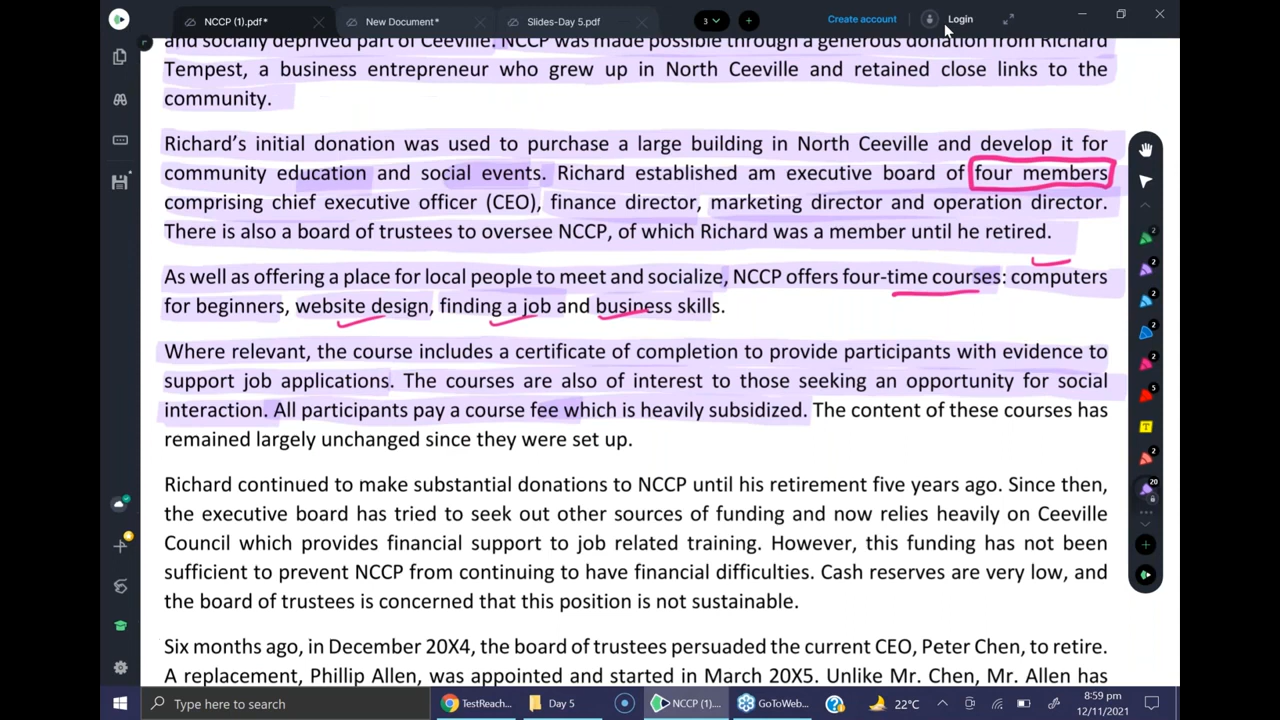 NCCP (1).pdf*
New Document*
Slides-Day 5.pdf
3
Create account
Login
and socially deprived part of Ceeville. NCCP was made possible through a generous donation from Richard
Tempest, a business entrepreneur who grew up in North Ceeville and retained close links to the
community.
Richard's initial donation was used to purchase a large building in North Ceeville and develop it for
community education and social events. Richard established am executive board of four members
comprising chief executive officer (CEO), finance director, marketing director and operation director.
There is also a board of trustees to oversee NCCP, of which Richard was a member until he retired.
As well as offering a place for local people to meet and socialize, NCCP offers four-time courses: computers
for beginners, website design, finding a job and business skills.
Where relevant, the course includes a certificate of completion to provide participants with evidence to
support job applications. The courses are also of interest to those seeking an opportunity for social
interaction. All participants pay a course fee which is heavily subsidized. The content of these courses has
remained largely unchanged since they were set up.
Richard continued to make substantial donations to NCCP until his retirement five years ago. Since then,
the executive board has tried to seek out other sources of funding and now relies heavily on Ceeville
Council which provides financial support to job related training. However, this funding has not been
sufficient to prevent NCCP from continuing to have financial difficulties. Cash reserves are very low, and
the board of trustees is concerned that this position is not sustainable.
Six months ago, in December 20X4, the board of trustees persuaded the current CEO, Peter Chen, to retire.
A replacement, Phillip Allen, was appointed and started in March 20X5. Unlike Mr. Chen, Mr. Allen has
2
2
2
2
2
5
T
2
20
Type here to search
TestReach...
Day 5
NCCP (1)....
GoToWeb...
22°C
8:59 pm
12/11/2021